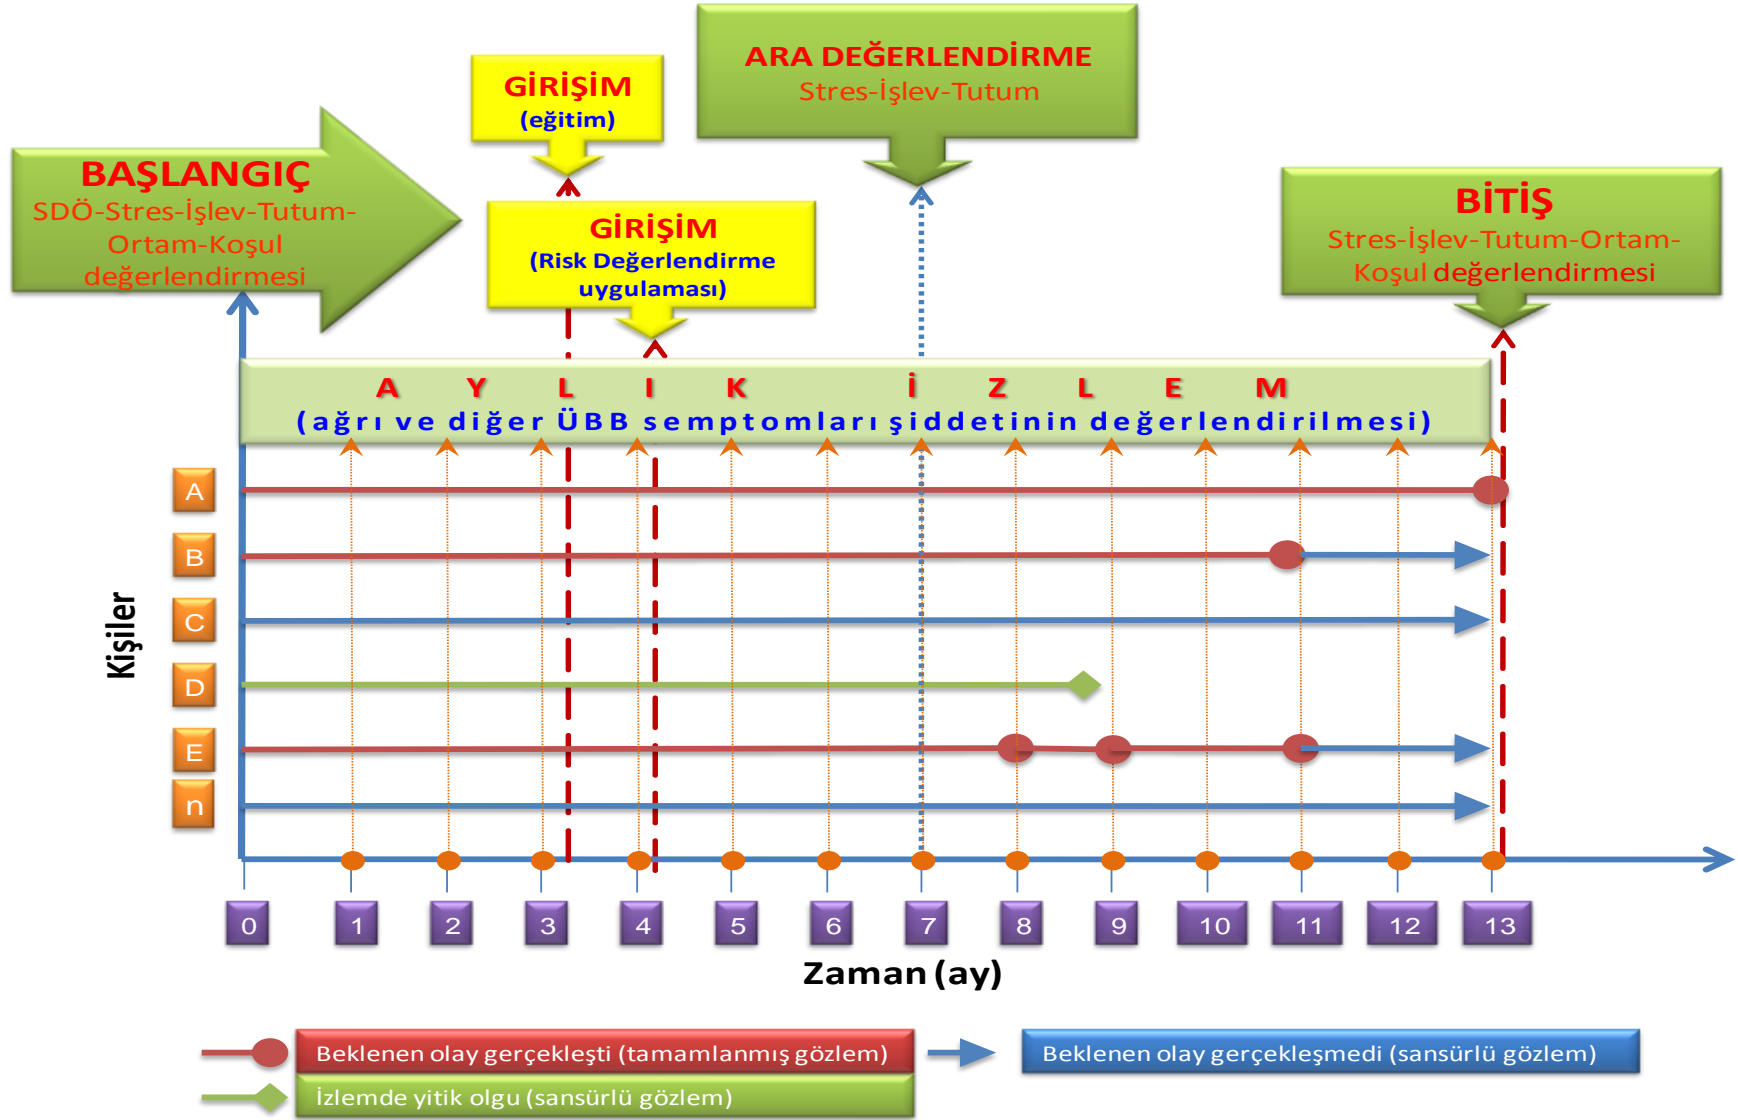 ARA DEĞERLENDİRME
Stres-İşlev-Tutum
GİRİŞİM
(eğitim)
BAŞLANGIÇ
SDÖ-Stres-İşlev-Tutum-
Ortam-Koşul
değerlendirmesi
GİRİŞİM
(Risk Değerlendirme
uygulaması)
BİTİŞ
Stres-İşlev-Tutum-Ortam-
Koşul değerlendirmesi
AYLIK İZLEM
(ağrı ve diğer ÜBB semptomları şiddetinin değerlendirilmesi)
A
B
C
D
E
n
Kişiler
0 1 2 3 4 5 6 7 8 9 10 11 12 13
Zaman (ay)
Beklenen olay gerçekleşti (tamamlanmış gözlem)
Beklenen olay gerçekleşmedi (sansürlü gözlem)
İzlemde yitik olgu (sansürlü gözlem)